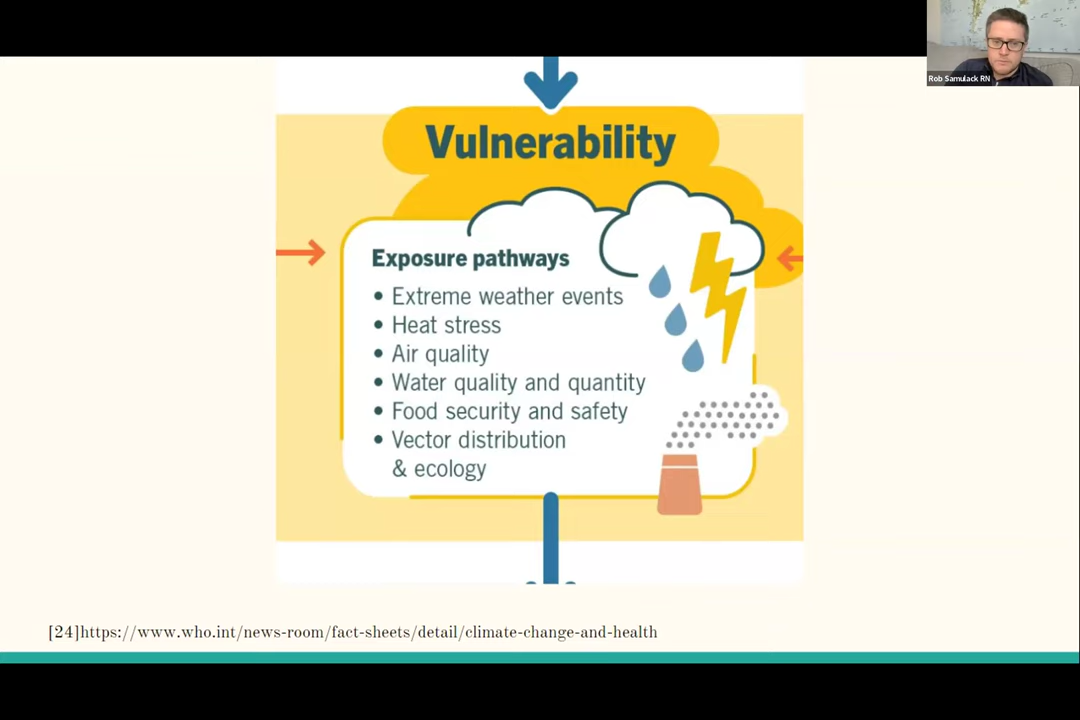 Rob Samulack RN
Vulnerability
Exposure pathways
• Extreme weather events
• Heat stress
• Air quality
• Water quality and quantity
• Food security and safety
• Vector distribution
& ecology
[24]https://www.who.int/news-room/fact-sheets/detail/climate-change-and-health